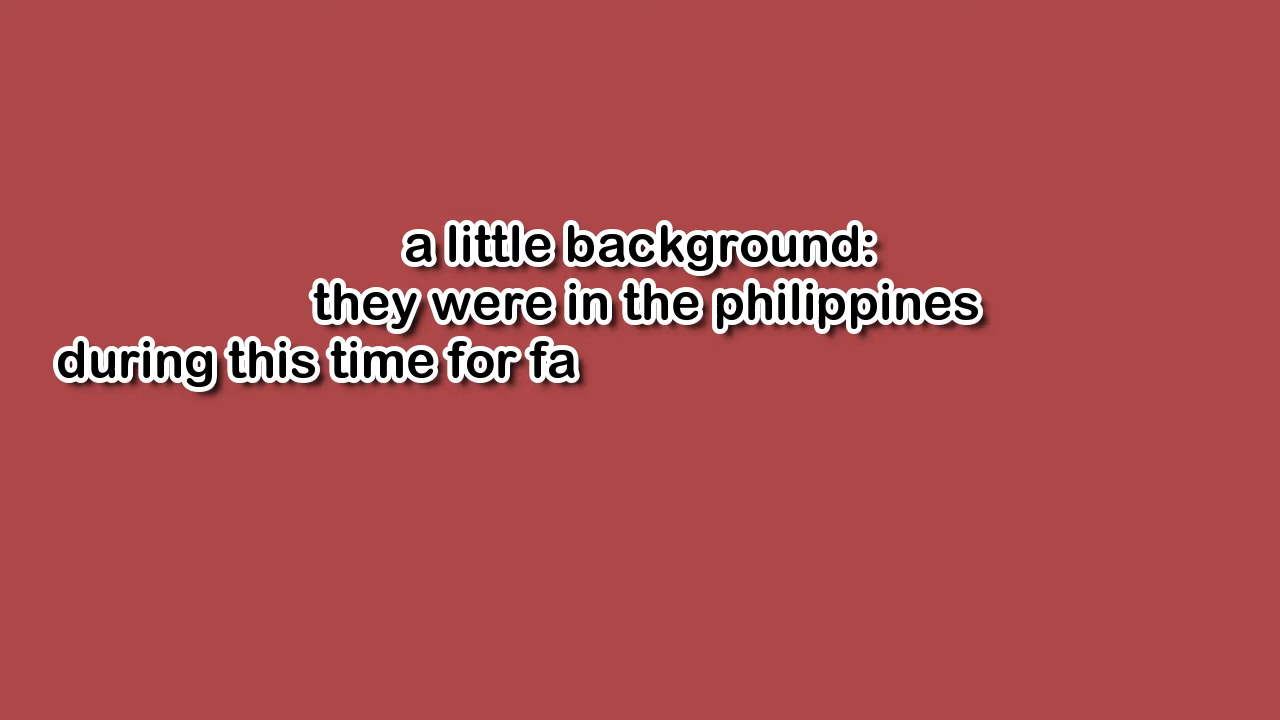 a little background:
they were in the philippines
during this time for fa